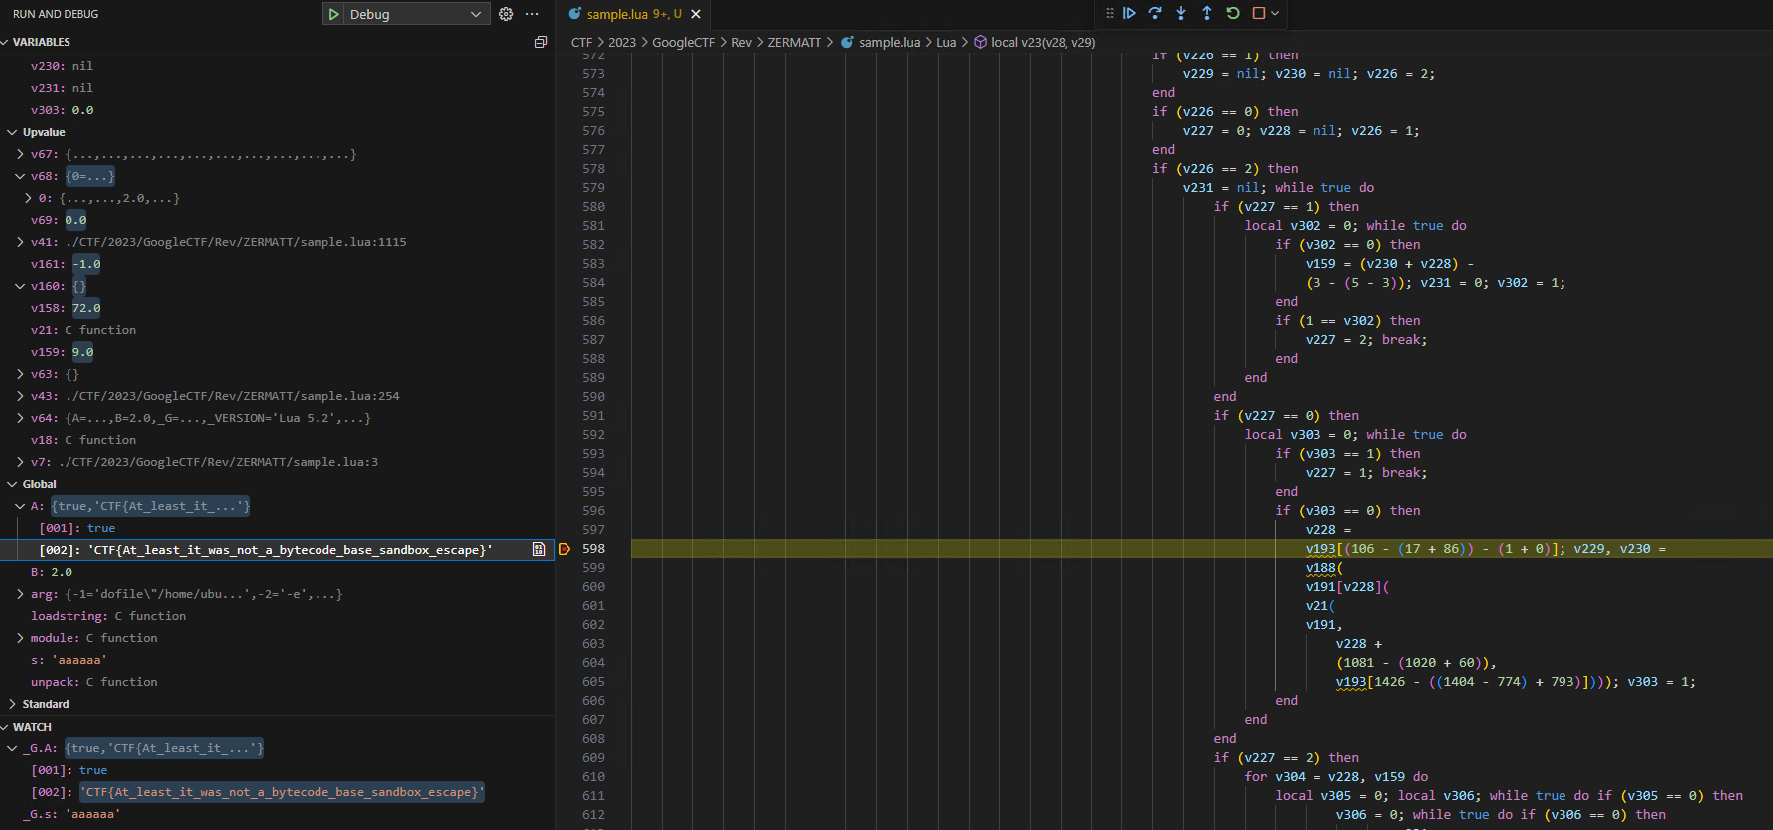 RUN AND DEBUG
Debug
VARIABLES
v230: nil
v231: nil
v303: 0.0
Upvalue
v67: {...,...,...,...,...,...,...,...,...,...}
v68: {0=...}
0: {...,...,2.0,...}
v69: 0.0
v41: ./CTF/2023/GoogleCTF/Rev/ZERMATT/sample.lua:1115
v161: -1.0
v160: {}
v158: 72.0
v21: C function
v159: 9.0
v63: {}
v43: ./CTF/2023/GoogleCTF/Rev/ZERMATT/sample.lua:254
v64: {A=...,B=2.0,_G=...,_VERSION='Lua 5.2',...}
v18: C function
v7: ./CTF/2023/GoogleCTF/Rev/ZERMATT/sample.lua:3
Global
A: {true,'CTF{At_least_it_...'}
[001]: true
[002]: 'CTF{At_least_it_was_not_a_bytecode_base_sandbox_escape}'
B: 2.0
arg: {-1='dofile\"/home/ubu...',-2='-e',...}
loadstring: C function
module: C function
s: 'aaaaaa'
unpack: C function
Standard
WATCH
_G.A: {true,'CTF{At_least_it_...'}
[001]: true
[002]: 'CTF{At_least_it_was_not_a_bytecode_base_sandbox_escape}'
_G.s: 'aaaaaa'
sample.lua 9+, U
CTF > 2023 > GoogleCTF > Rev > ZERMATT > sample.lua > Lua > local v23(v28, v29)
572 if (v226 == 1) then
573 v229 = nil; v230 = nil; v226 = 2;
574 end
575 if (v226 == 0) then
576 v227 = 0; v228 = nil; v226 = 1;
577 end
578 if (v226 == 2) then
579 v231 = nil; while true do
580 if (v227 == 1) then
581 local v302 = 0; while true do
582 if (v302 == 0) then
583 v159 = (v230 + v228) -
584 (3 - (5 - 3)); v231 = 0; v302 = 1;
585 end
586 if (1 == v302) then
587 v227 = 2; break;
588 end
589 end
590 end
591 if (v227 == 0) then
592 local v303 = 0; while true do
593 if (v303 == 1) then
594 v227 = 1; break;
595 end
596 if (v303 == 0) then
597 v228 =
598 v193[(106 - (17 + 86)) - (1 + 0)]; v229, v230 =
599 v188(
600 v191[v228](
601 v21(
602 v191,
603 v228 +
604 (1081 - (1020 + 60)),
605 v193[1426 - ((1404 - 774) + 793)]))); v303 = 1;
606 end
607 end
608 end
609 if (v227 == 2) then
610 for v304 = v228, v159 do
611 local v305 = 0; local v306; while true do if (v305 == 0) then
612 v306 = 0; while true do if (v306 == 0) then